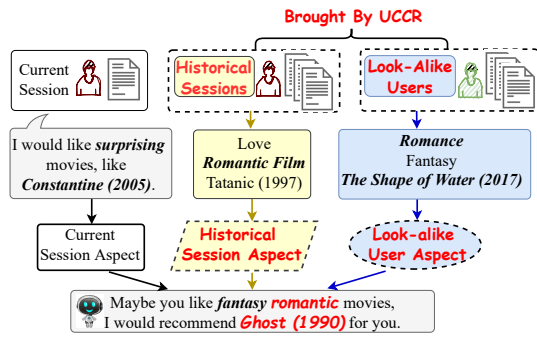 Brought By UCCR
Current
Session
Historical
Sessions
Look-Alike
Users
I would like surprising
movies, like
Constantine (2005).
Love
Romantic Film
Tatanic (1997)
Romance
Fantasy
The Shape of Water (2017)
Current
Session Aspect
Historical
Session Aspect
Look-alike
User Aspect
Maybe you like fantasy romantic movies,
I would recommend Ghost (1990) for you.